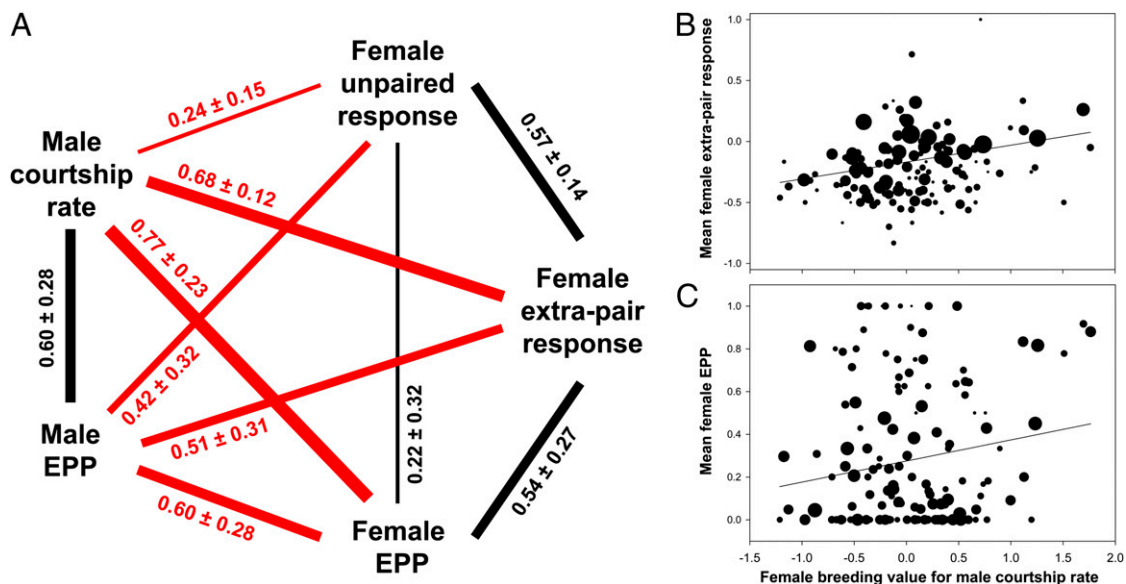 A
Female
unpaired
response
0.24 ± 0.15
0.57 ± 0.14
Male
courtship
rate
0.68 ± 0.12
0.77 ± 0.23
0.60 ± 0.28
Female
extra-pair
response
0.42 ± 0.32
0.51 ± 0.31
0.22 ± 0.32
0.54 ± 0.27
Male
EPP
0.60 ± 0.28
Female
EPP
B
Mean female extra-pair response
1.0
0.5
0.0
-0.5
-1.0
C
Mean female EPP
1.0
0.8
0.6
0.4
0.2
0.0
-1.5 -1.0 -0.5 0.0 0.5 1.0 1.5 2.0
Female breeding value for male courtship rate